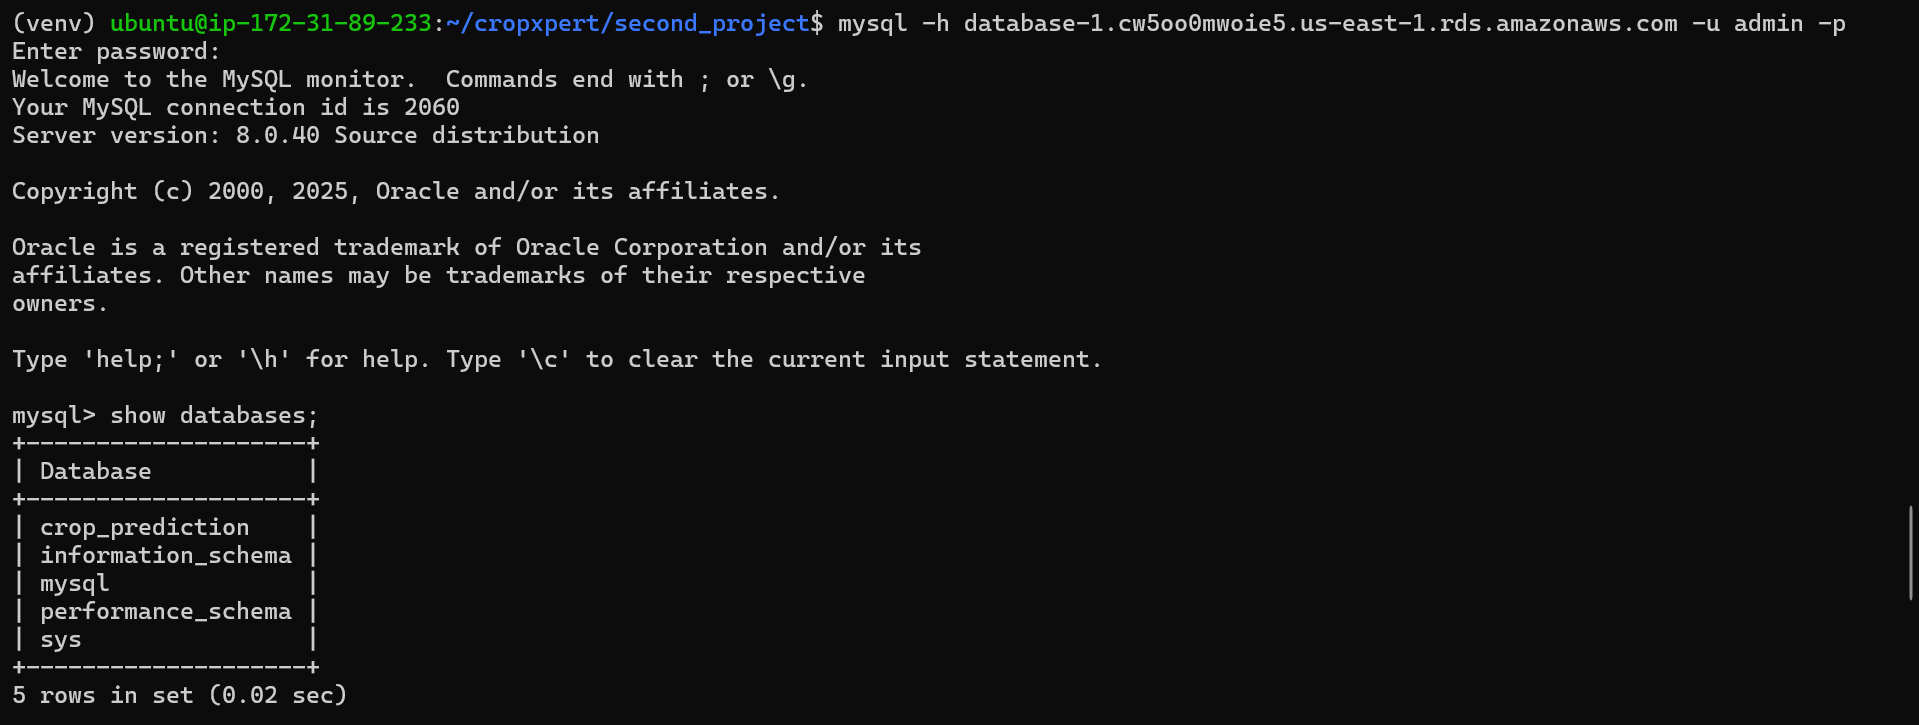 (venv) ubuntu@ip-172-31-89-233:~/cropxpert/second_project$ mysql -h database-1.cw5oo0mwoie5.us-east-1.rds.amazonaws.com -u admin -p
Enter password:
Welcome to the MySQL monitor.  Commands end with ; or \g.
Your MySQL connection id is 2060
Server version: 8.0.40 Source distribution

Copyright (c) 2000, 2025, Oracle and/or its affiliates.

Oracle is a registered trademark of Oracle Corporation and/or its
affiliates. Other names may be trademarks of their respective
owners.

Type 'help;' or '\h' for help. Type '\c' to clear the current input statement.

mysql> show databases;
+--------------------+
| Database           |
+--------------------+
| crop_prediction    |
| information_schema |
| mysql              |
| performance_schema |
| sys                |
+--------------------+
5 rows in set (0.02 sec)